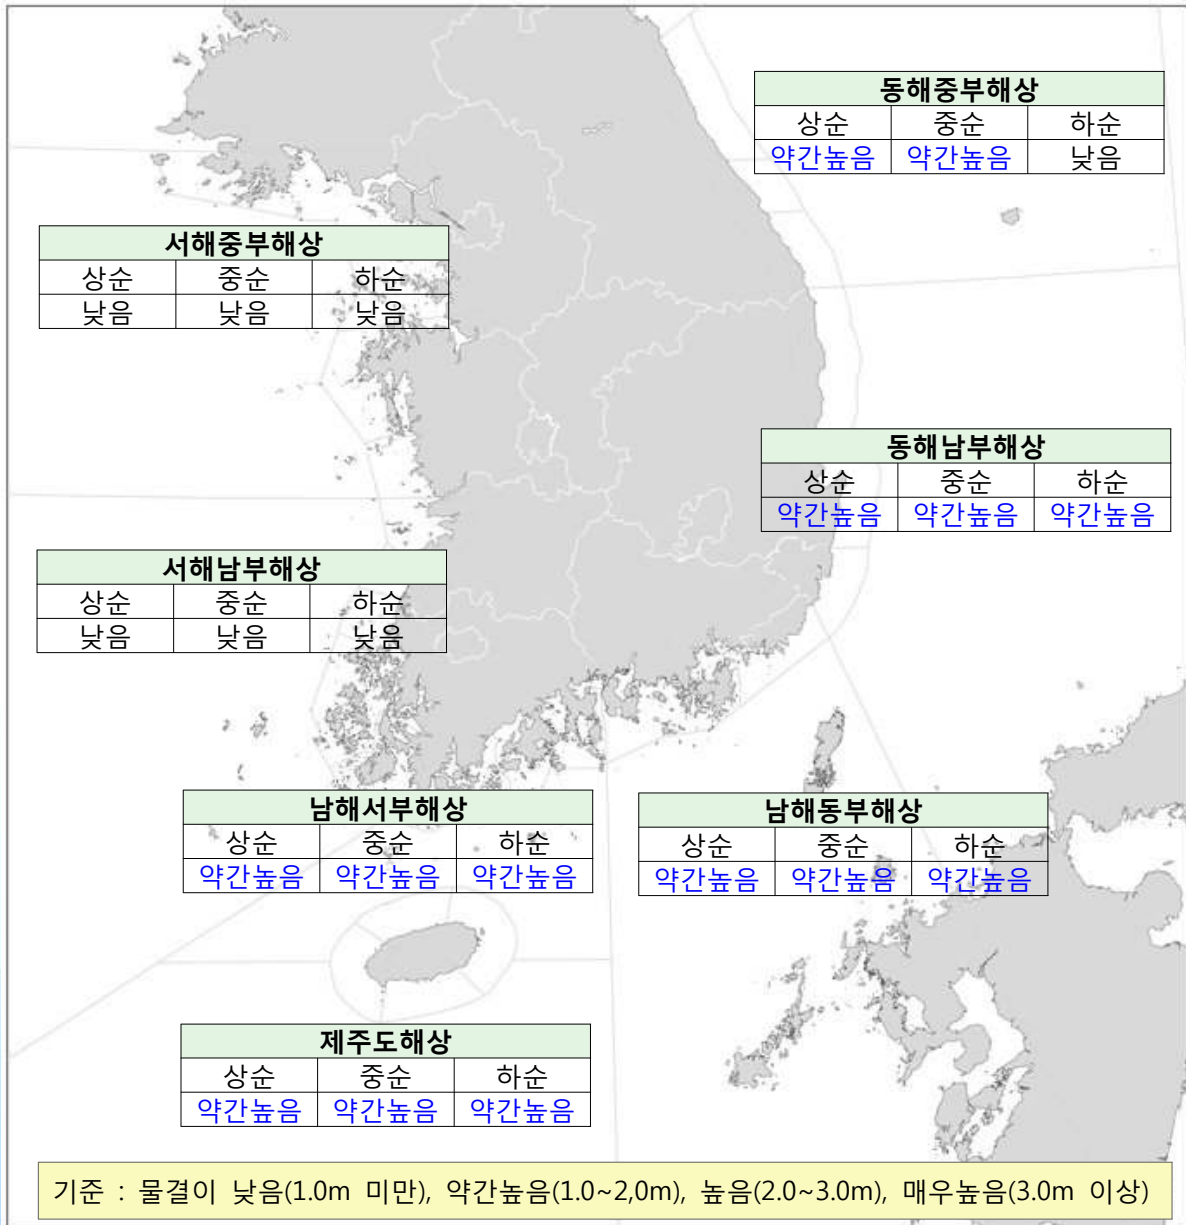 동해중부해상
상순 중순 하순
약간높음 약간높음 낮음
서해중부해상
상순 중순 하순
낮음 낮음 낮음
동해남부해상
상순 중순 하순
약간높음 약간높음 약간높음
서해남부해상
상순 중순 하순
낮음 낮음 낮음
남해서부해상
상순 중순 하순
약간높음 약간높음 약간높음
남해동부해상
상순 중순 하순
약간높음 약간높음 약간높음
제주도해상
상순 중순 하순
약간높음 약간높음 약간높음
기준 : 물결이 낮음(1.0m 미만), 약간높음(1.0~2,0m), 높음(2.0~3.0m), 매우높음(3.0m 이상)